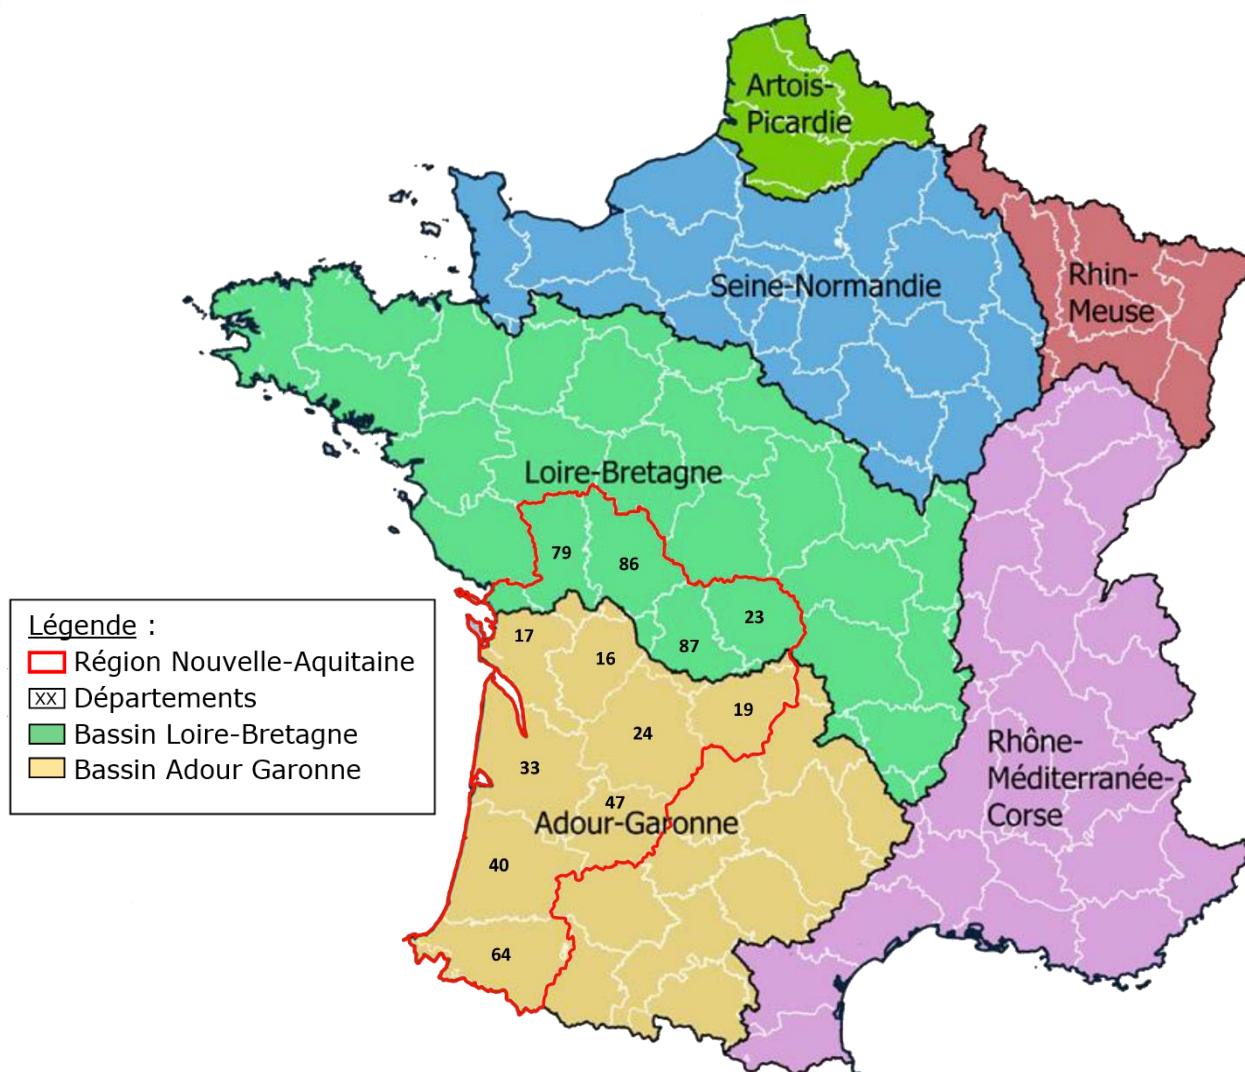 Artois-
Picardie
Seine-Normandie
Rhin-
Meuse
Loire-Bretagne
79
86
23
87
17
16
19
24
33
47
Adour-Garonne
40
64
Rhône-
Méditerranée-
Corse
Légende :
Région Nouvelle-Aquitaine
XX Départements
Bassin Loire-Bretagne
Bassin Adour Garonne